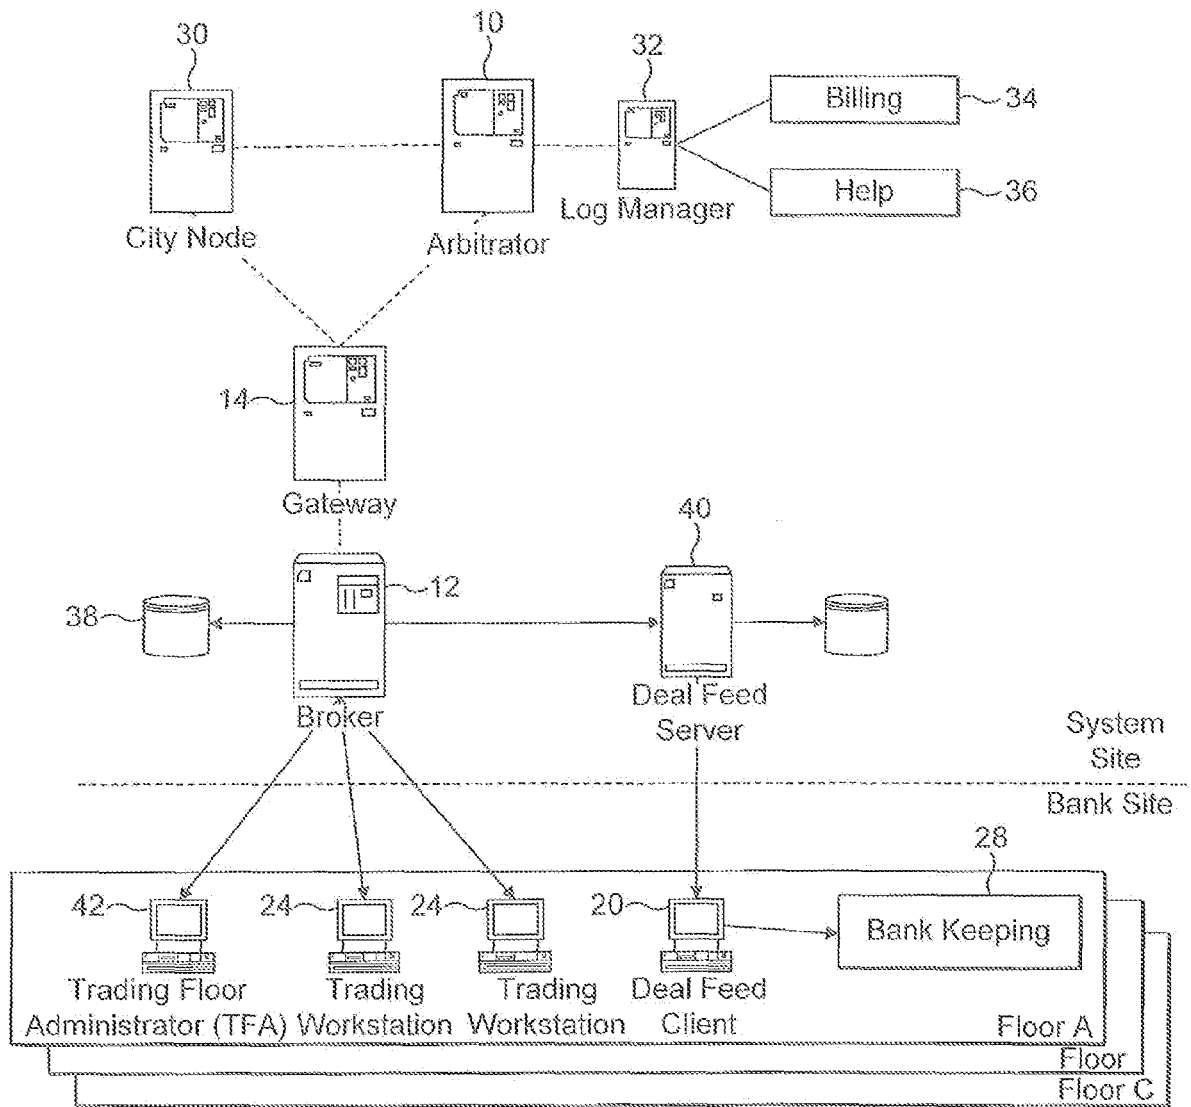 30
10
32
Billing
34
Help
36
Log Manager
City Node
Arbitrator
14
Gateway
40
12
38
Broker
Deal Feed
Server
System
Site
Bank Site
28
42
24
24
20
Bank Keeping
Trading Floor
Administrator (TFA)
Trading
Workstation
Trading
Workstation
Deal Feed
Client
Floor A
Floor
Floor C